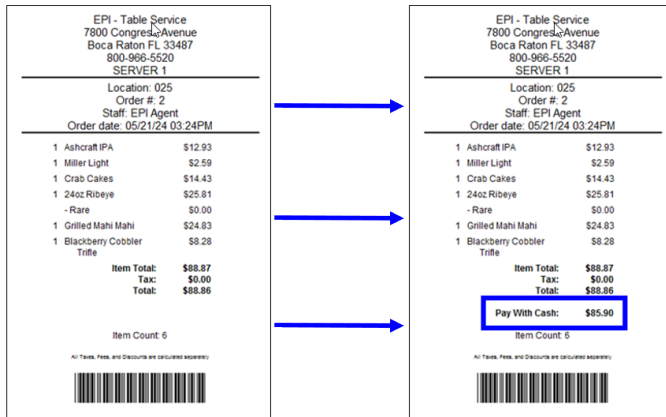 EPI - Table Service
7800 Congress Avenue
Boca Raton FL 33487
800-966-5520
SERVER 1
Location: 025
Order #: 2
Staff: EPI Agent
Order date: 05/21/24 03:24PM
1 Ashcraft IPA $12.93
1 Miller Light $2.59
1 Crab Cakes $14.43
1 24oz Ribeye $25.81
- Rare $0.00
1 Grilled Mahi Mahi $24.83
1 Blackberry Cobbler $8.28
Trifle
Item Total: $88.87
Tax: $0.00
Total: $88.86
Item Count: 6
All Taxes, Fees, and Discounts are calculated separately
EPI - Table Service
7800 Congress Avenue
Boca Raton FL 33487
800-966-5520
SERVER 1
Location: 025
Order #: 2
Staff: EPI Agent
Order date: 05/21/24 03:24PM
1 Ashcraft IPA $12.93
1 Miller Light $2.59
1 Crab Cakes $14.43
1 24oz Ribeye $25.81
- Rare $0.00
1 Grilled Mahi Mahi $24.83
1 Blackberry Cobbler $8.28
Trifle
Item Total: $88.87
Tax: $0.00
Total: $88.86
Pay With Cash: $85.90
Item Count: 6
All Taxes, Fees, and Discounts are calculated separately